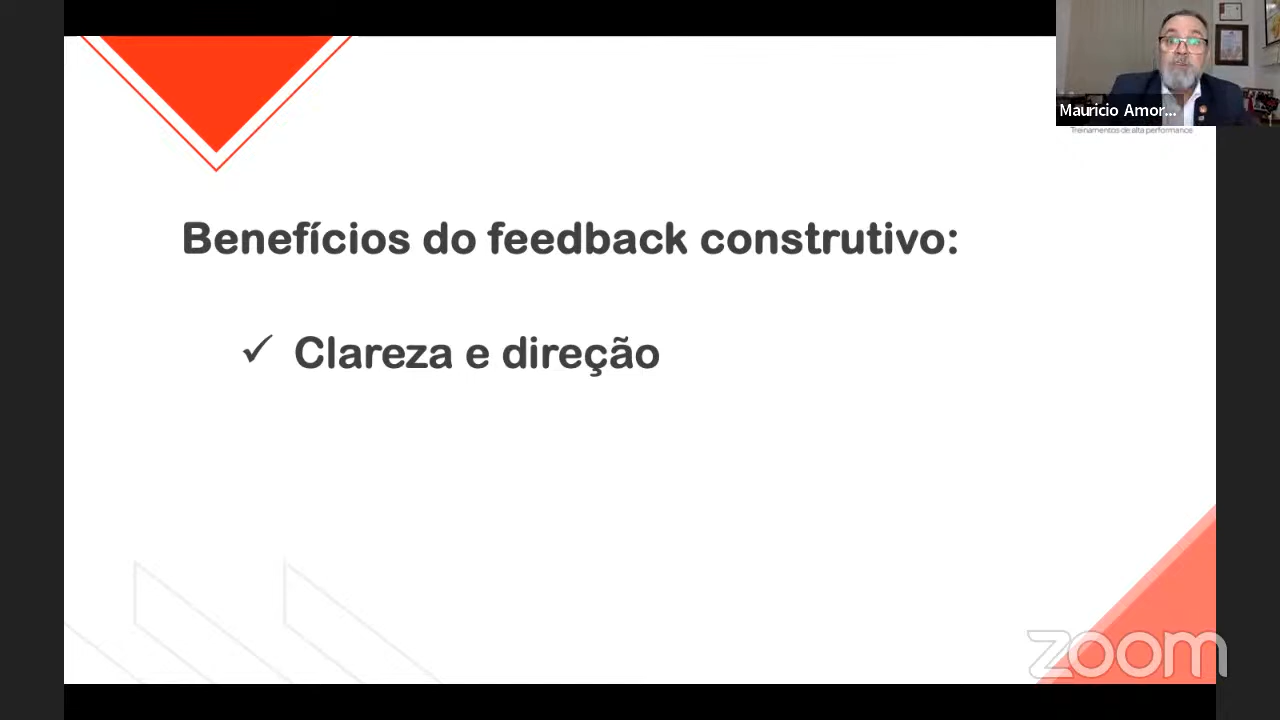 Mauricio Amor...
Treinamentos de alta performance
Benefícios do feedback construtivo:
✓ Clareza e direção
zoom